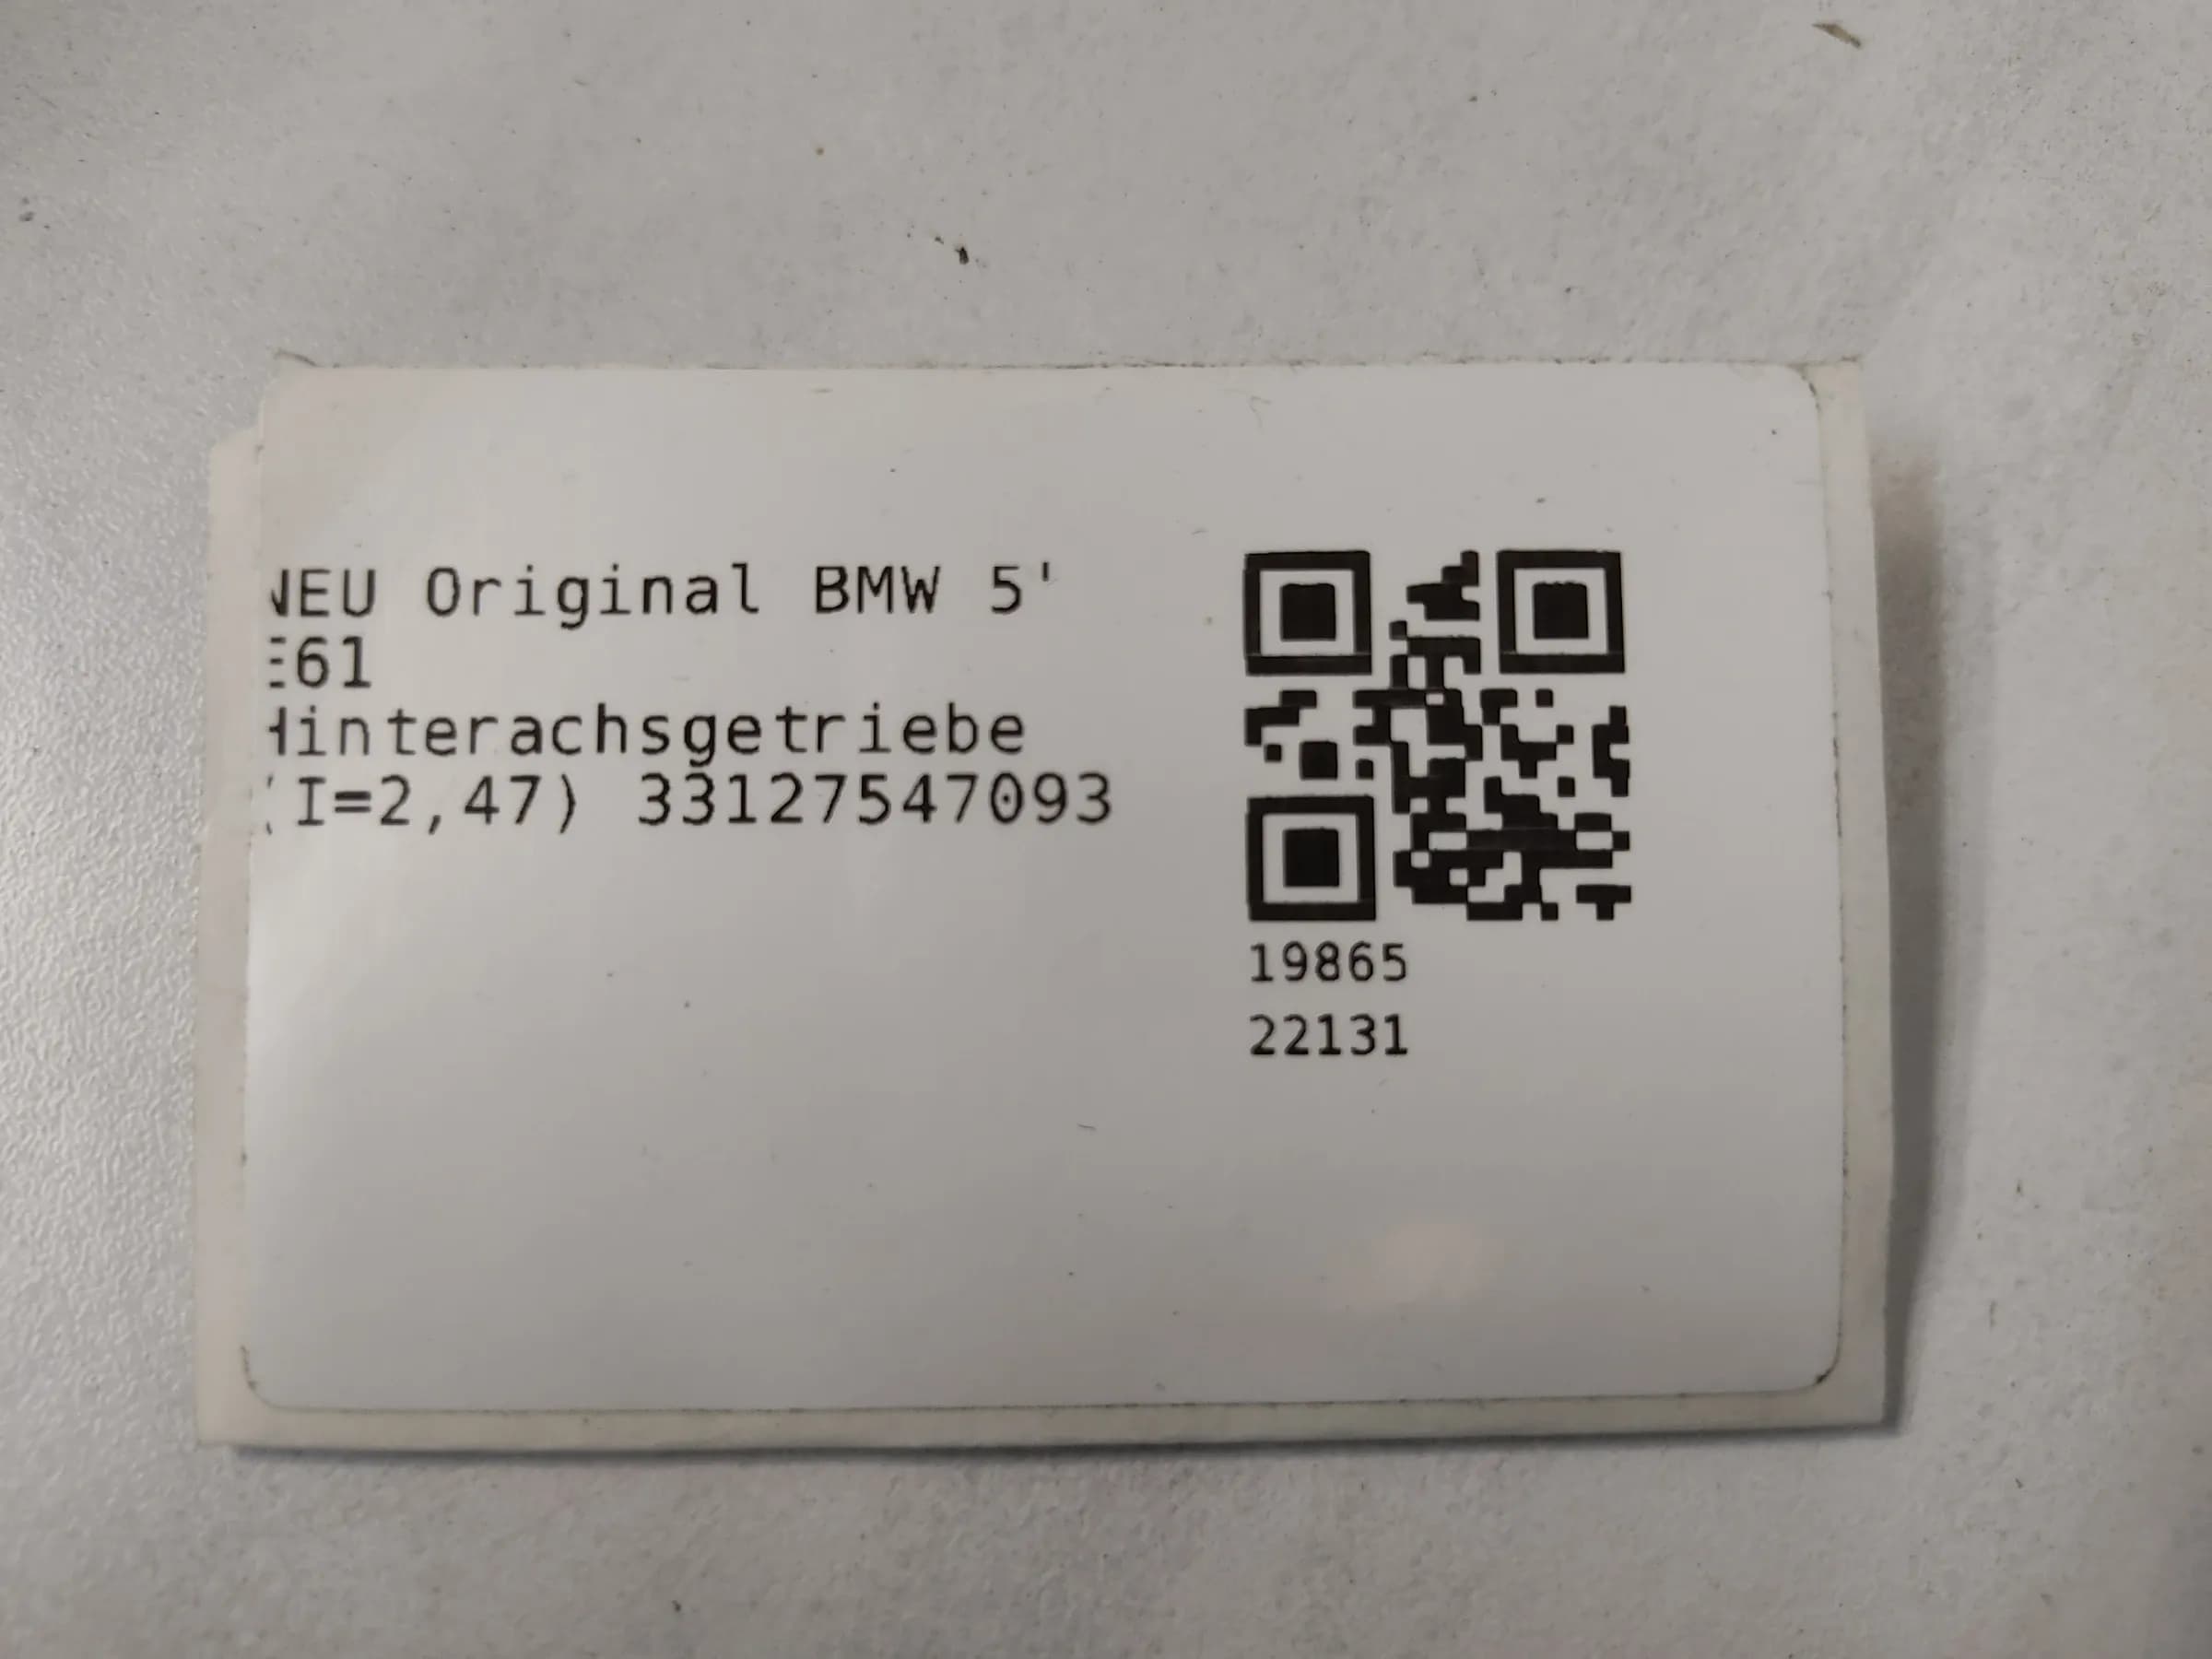 NEU Original BMW 5'
E61
Hinterachsgetriebe
(I=2,47) 33127547093
19865
22131